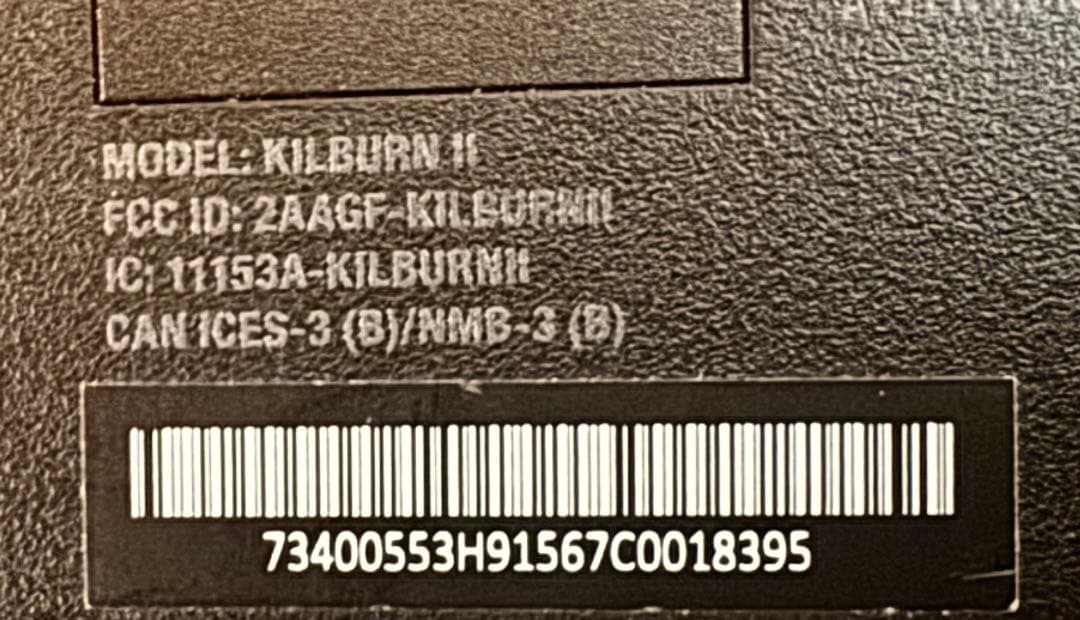 MODEL: KILBURN II
FCC ID: 2AAGF-KILBURNII
IC: 11153A-KILBURNII
CAN ICES-3 (B)/NMB-3 (B)
73400553H91567C0018395